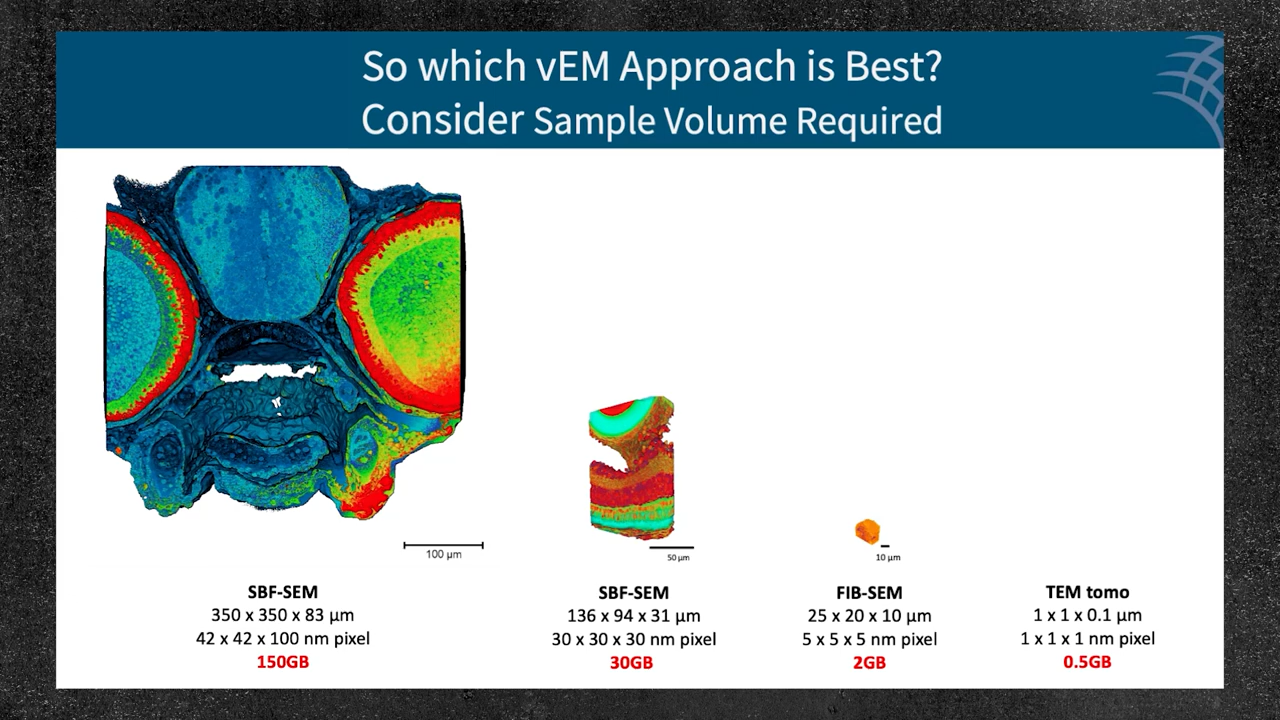 So which vEM Approach is Best?
Consider Sample Volume Required
100 µm
50 µm
10 µm
SBF-SEM
350 x 350 x 83 µm
42 x 42 x 100 nm pixel
150GB
SBF-SEM
136 x 94 x 31 µm
30 x 30 x 30 nm pixel
30GB
FIB-SEM
25 x 20 x 10 µm
5 x 5 x 5 nm pixel
2GB
TEM tomo
1 x 1 x 0.1 µm
1 x 1 x 1 nm pixel
0.5GB